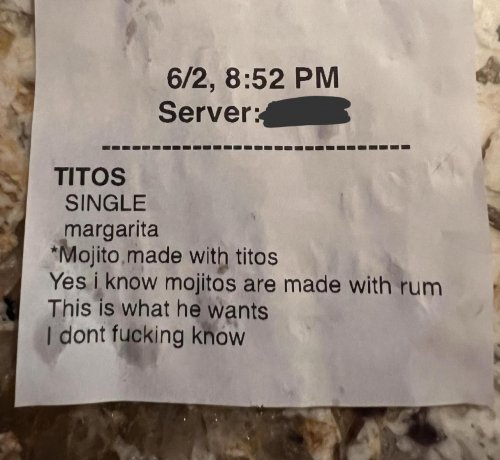 6/2, 8:52 PM
Server:
TITOS
SINGLE
margarita
*Mojito made with titos
Yes i know mojitos are made with rum
This is what he wants
I dont fucking know